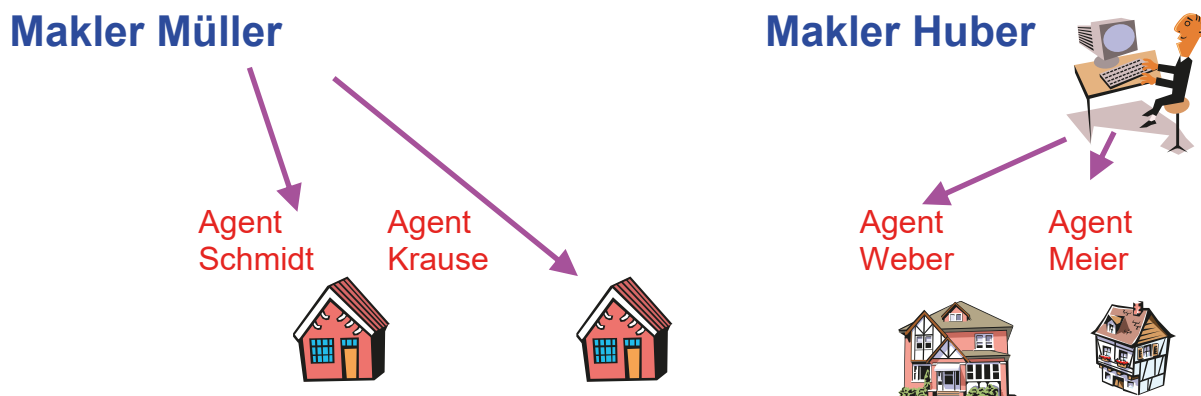 Makler Müller
Makler Huber
Agent
Schmidt
Agent
Krause
Agent
Weber
Agent
Meier